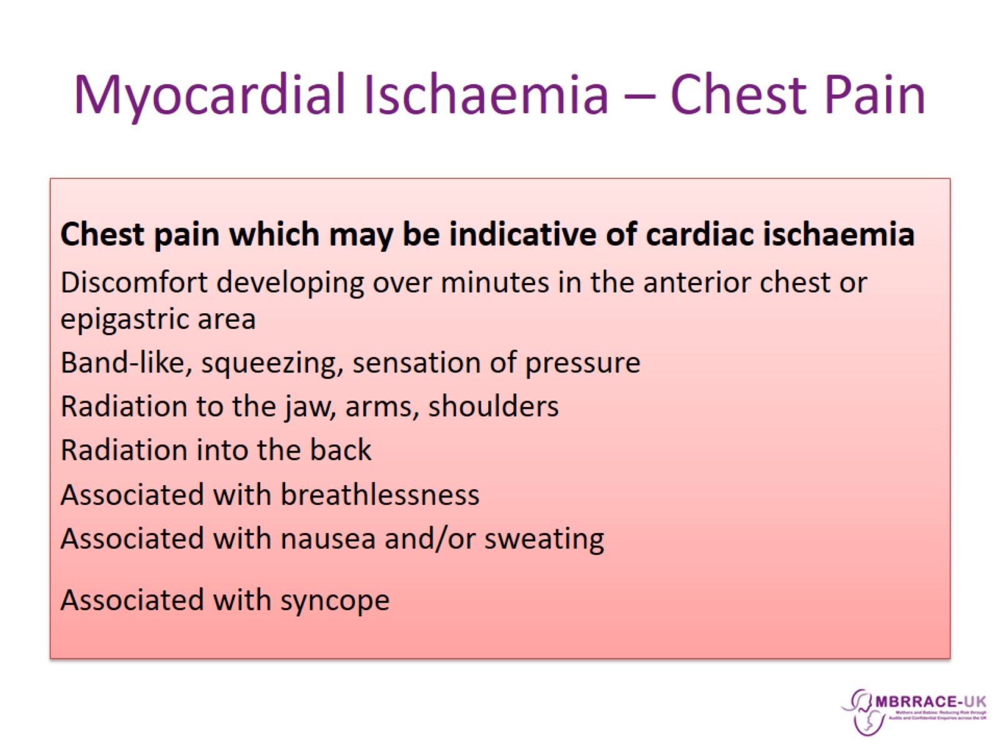 Myocardial Ischaemia – Chest Pain
Chest pain which may be indicative of cardiac ischaemia
Discomfort developing over minutes in the anterior chest or
epigastric area
Band-like, squeezing, sensation of pressure
Radiation to the jaw, arms, shoulders
Radiation into the back
Associated with breathlessness
Associated with nausea and/or sweating
Associated with syncope
MBRRACE-UK
Mothers and Babies: Reducing Risk through
Audits and Confidential Enquiries across the UK